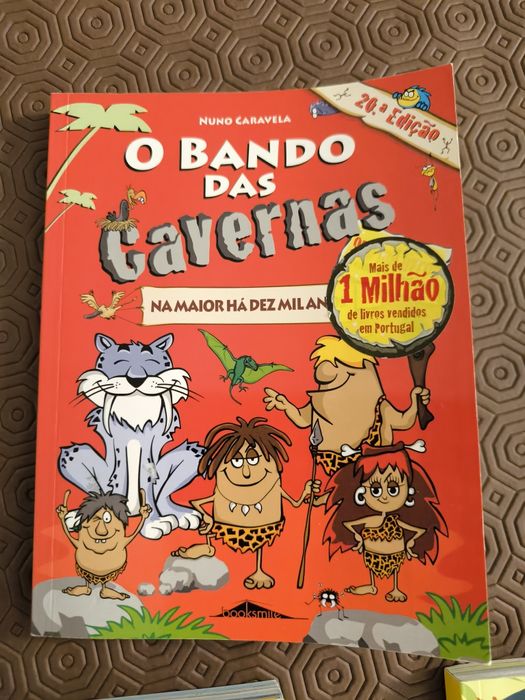 NUNO CARAVELA
20.ª Edição
O BANDO
DAS
Cavernas
NA MAIOR HÁ DEZ MIL AN
Mais de
1 Milhão
de livros vendidos
em Portugal
booksmile